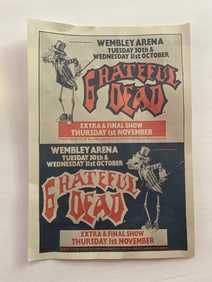 WEMBLEY ARENA
TUESDAY 30th &
WEDNESDAY 31st OCTOBER
GRATEFUL
DEAD
EXTRA & FINAL SHOW
THURSDAY 1st NOVEMBER
WEMBLEY ARENA
TUESDAY 30th &
WEDNESDAY 31st OCTOBER
GRATEFUL
DEAD
EXTRA & FINAL SHOW
THURSDAY 1st NOVEMBER